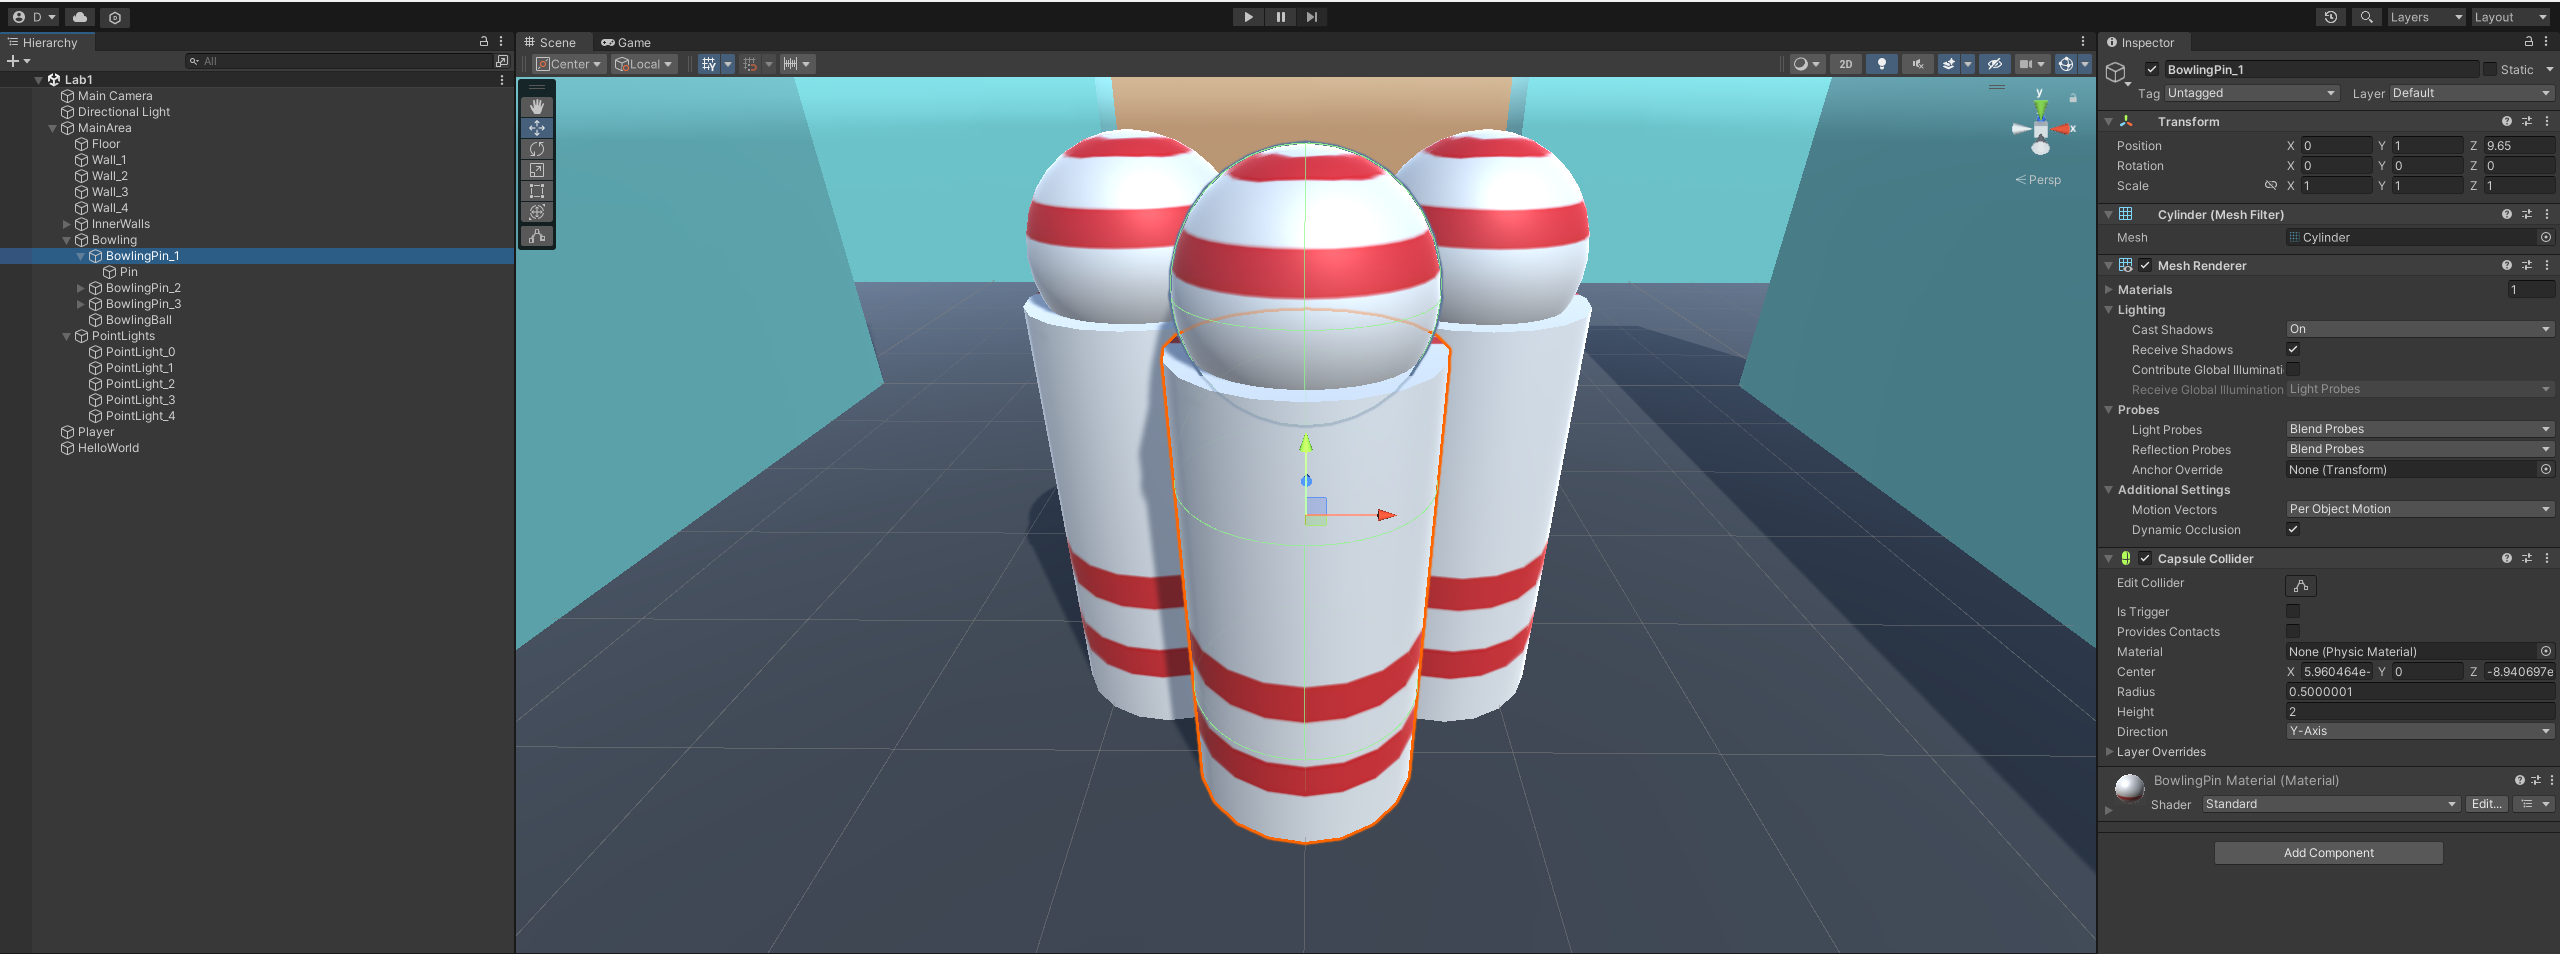 D
Layers
Layout
Hierarchy
All
Lab1
Main Camera
Directional Light
MainArea
Floor
Wall_1
Wall_2
Wall_3
Wall_4
InnerWalls
Bowling
BowlingPin_1
Pin
BowlingPin_2
BowlingPin_3
BowlingBall
PointLights
PointLight_0
PointLight_1
PointLight_2
PointLight_3
PointLight_4
Player
HelloWorld
Scene
Game
Center
Local
2D
y
x
Persp
Inspector
BowlingPin_1
Static
Tag
Untagged
Layer
Default
Transform
Position X 0 Y 1 Z 9.65
Rotation X 0 Y 0 Z 0
Scale X 1 Y 1 Z 1
Cylinder (Mesh Filter)
Mesh Cylinder
Mesh Renderer
Materials 1
Lighting
Cast Shadows On
Receive Shadows
Contribute Global Illuminati
Receive Global Illumination Light Probes
Probes
Light Probes Blend Probes
Reflection Probes Blend Probes
Anchor Override None (Transform)
Additional Settings
Motion Vectors Per Object Motion
Dynamic Occlusion
Capsule Collider
Edit Collider
Is Trigger
Provides Contacts
Material None (Physic Material)
Center X 5.960464e- Y 0 Z -8.940697e
Radius 0.5000001
Height 2
Direction Y-Axis
Layer Overrides
BowlingPin Material (Material)
Shader Standard Edit...
Add Component